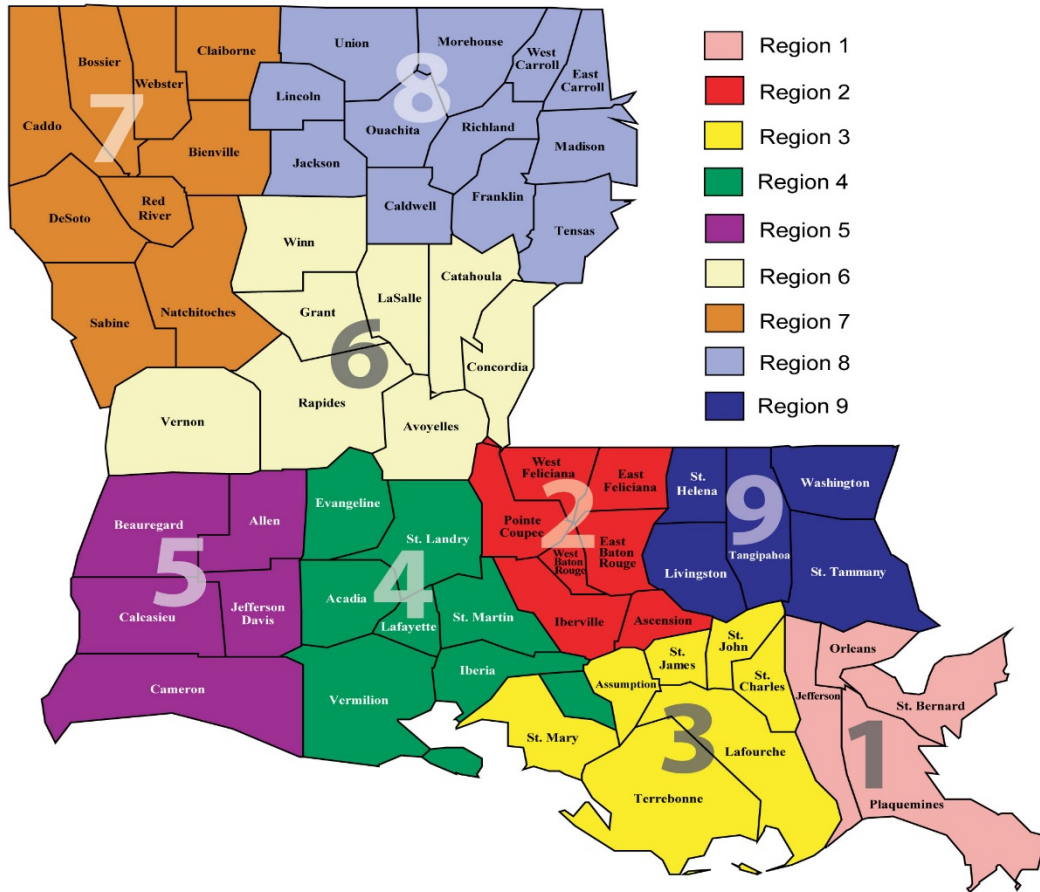 Bossier
Webster
Claiborne
Caddo
7
Bienville
DeSoto
Red
River
Sabine
Natchitoches
Union
Morehouse
West
Carroll
East
Carroll
8
Lincoln
Ouachita
Richland
Jackson
Madison
Caldwell
Franklin
Tensas
Winn
Catahoula
LaSalle
Grant
6
Concordia
Rapides
Vernon
Avoyelles
Beauregard
Allen
5
Calcasieu
Jefferson
Davis
Cameron
Evangeline
St. Landry
Acadia
4
Lafayette
St. Martin
Iberia
Vermilion
West
Feliciana
East
Feliciana
2
Pointe
Coupee
West Baton
Rouge
East
Baton
Rouge
Iberville
Ascension
St.
Helena
9
Tangipahoa
Washington
Livingston
St. Tammany
St.
James
St.
John
St.
Charles
Assumption
St. Mary
3
Lafourche
Terrebonne
Orleans
Jefferson
St. Bernard
1
Plaquemines
Region 1
Region 2
Region 3
Region 4
Region 5
Region 6
Region 7
Region 8
Region 9